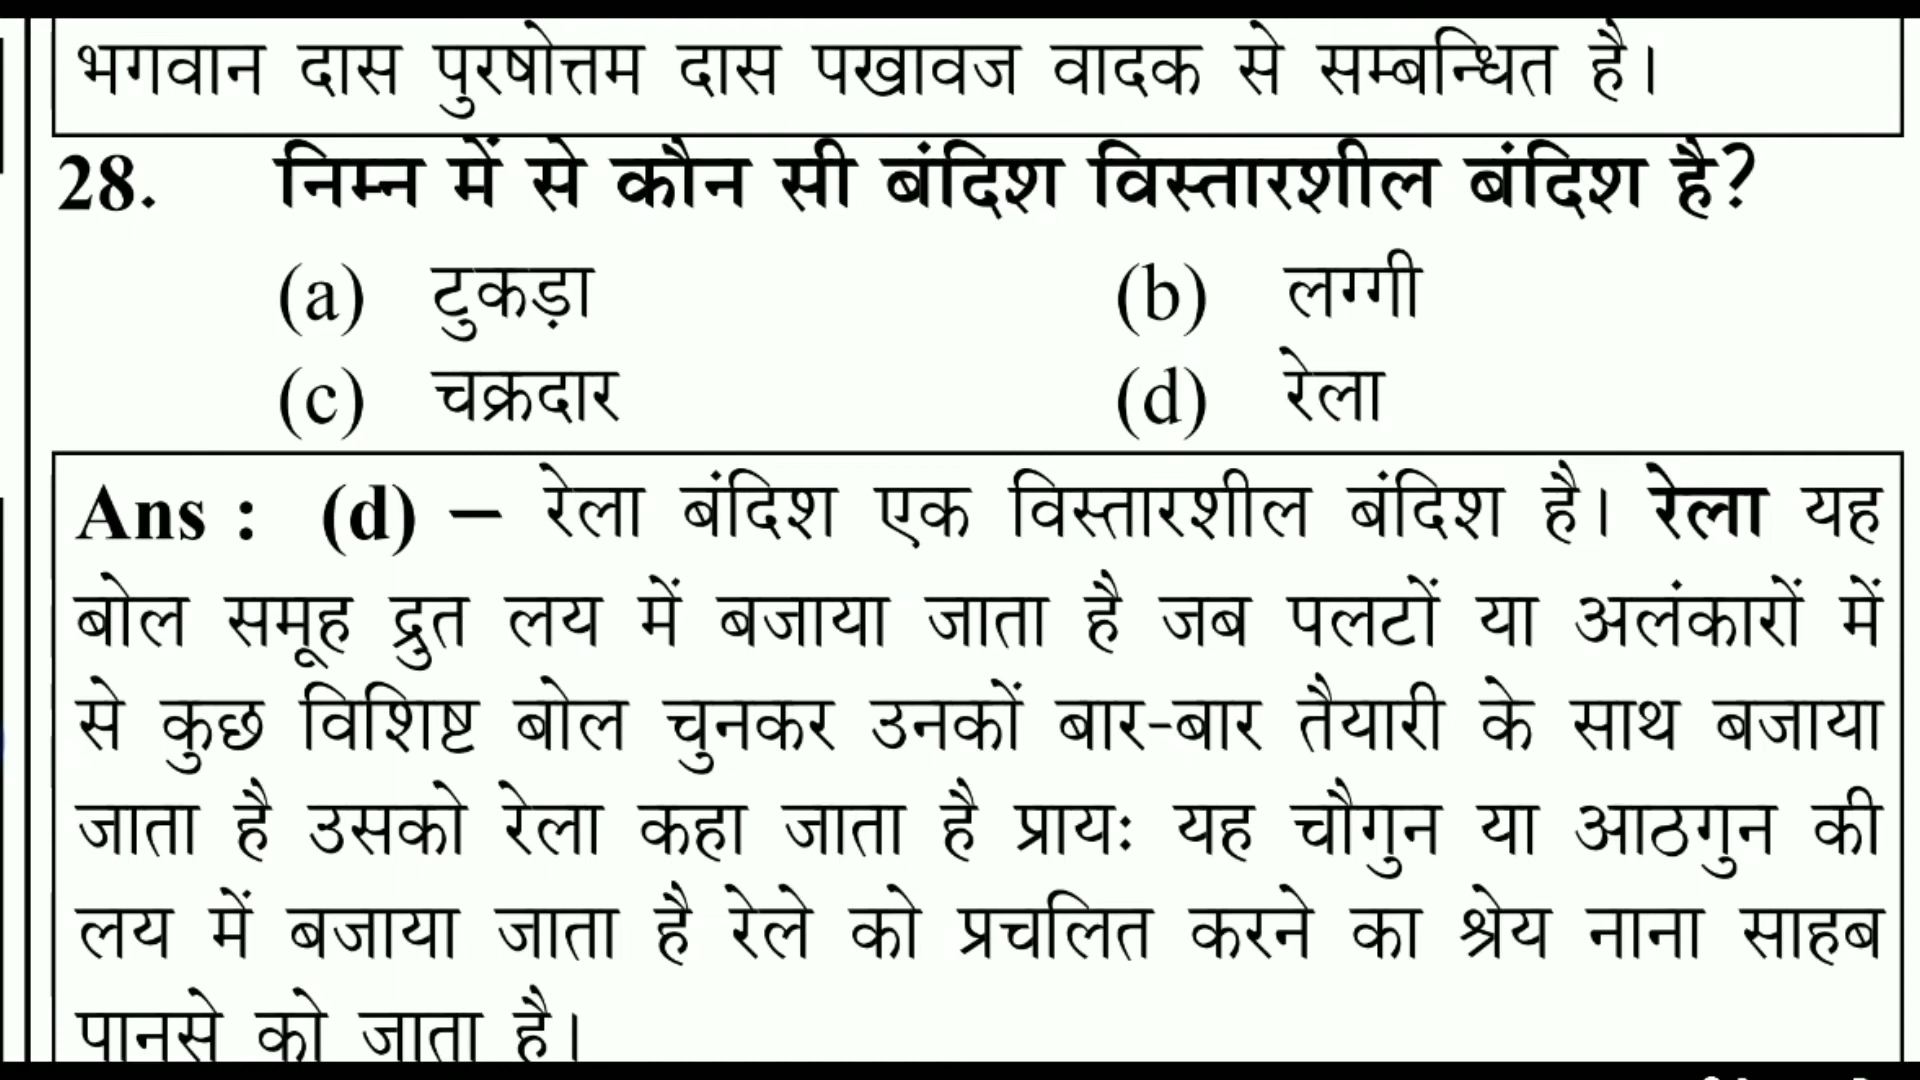 भगवान दास पुरषोत्तम दास पखावज वादक से सम्बन्धित है।
28. निम्न में से कौन सी बंदिश विस्तारशील बंदिश है?
(a) टुकड़ा (b) लग्गी
(c) चक्रदार (d) रेला
Ans : (d) – रेला बंदिश एक विस्तारशील बंदिश है। रेला यह
बोल समूह द्रुत लय में बजाया जाता है जब पलटों या अलंकारों में
से कुछ विशिष्ट बोल चुनकर उनकों बार-बार तैयारी के साथ बजाया
जाता है उसको रेला कहा जाता है प्रायः यह चौगुन या आठगुन की
लय में बजाया जाता है रेले को प्रचलित करने का श्रेय नाना साहब
पानसे को जाता है।